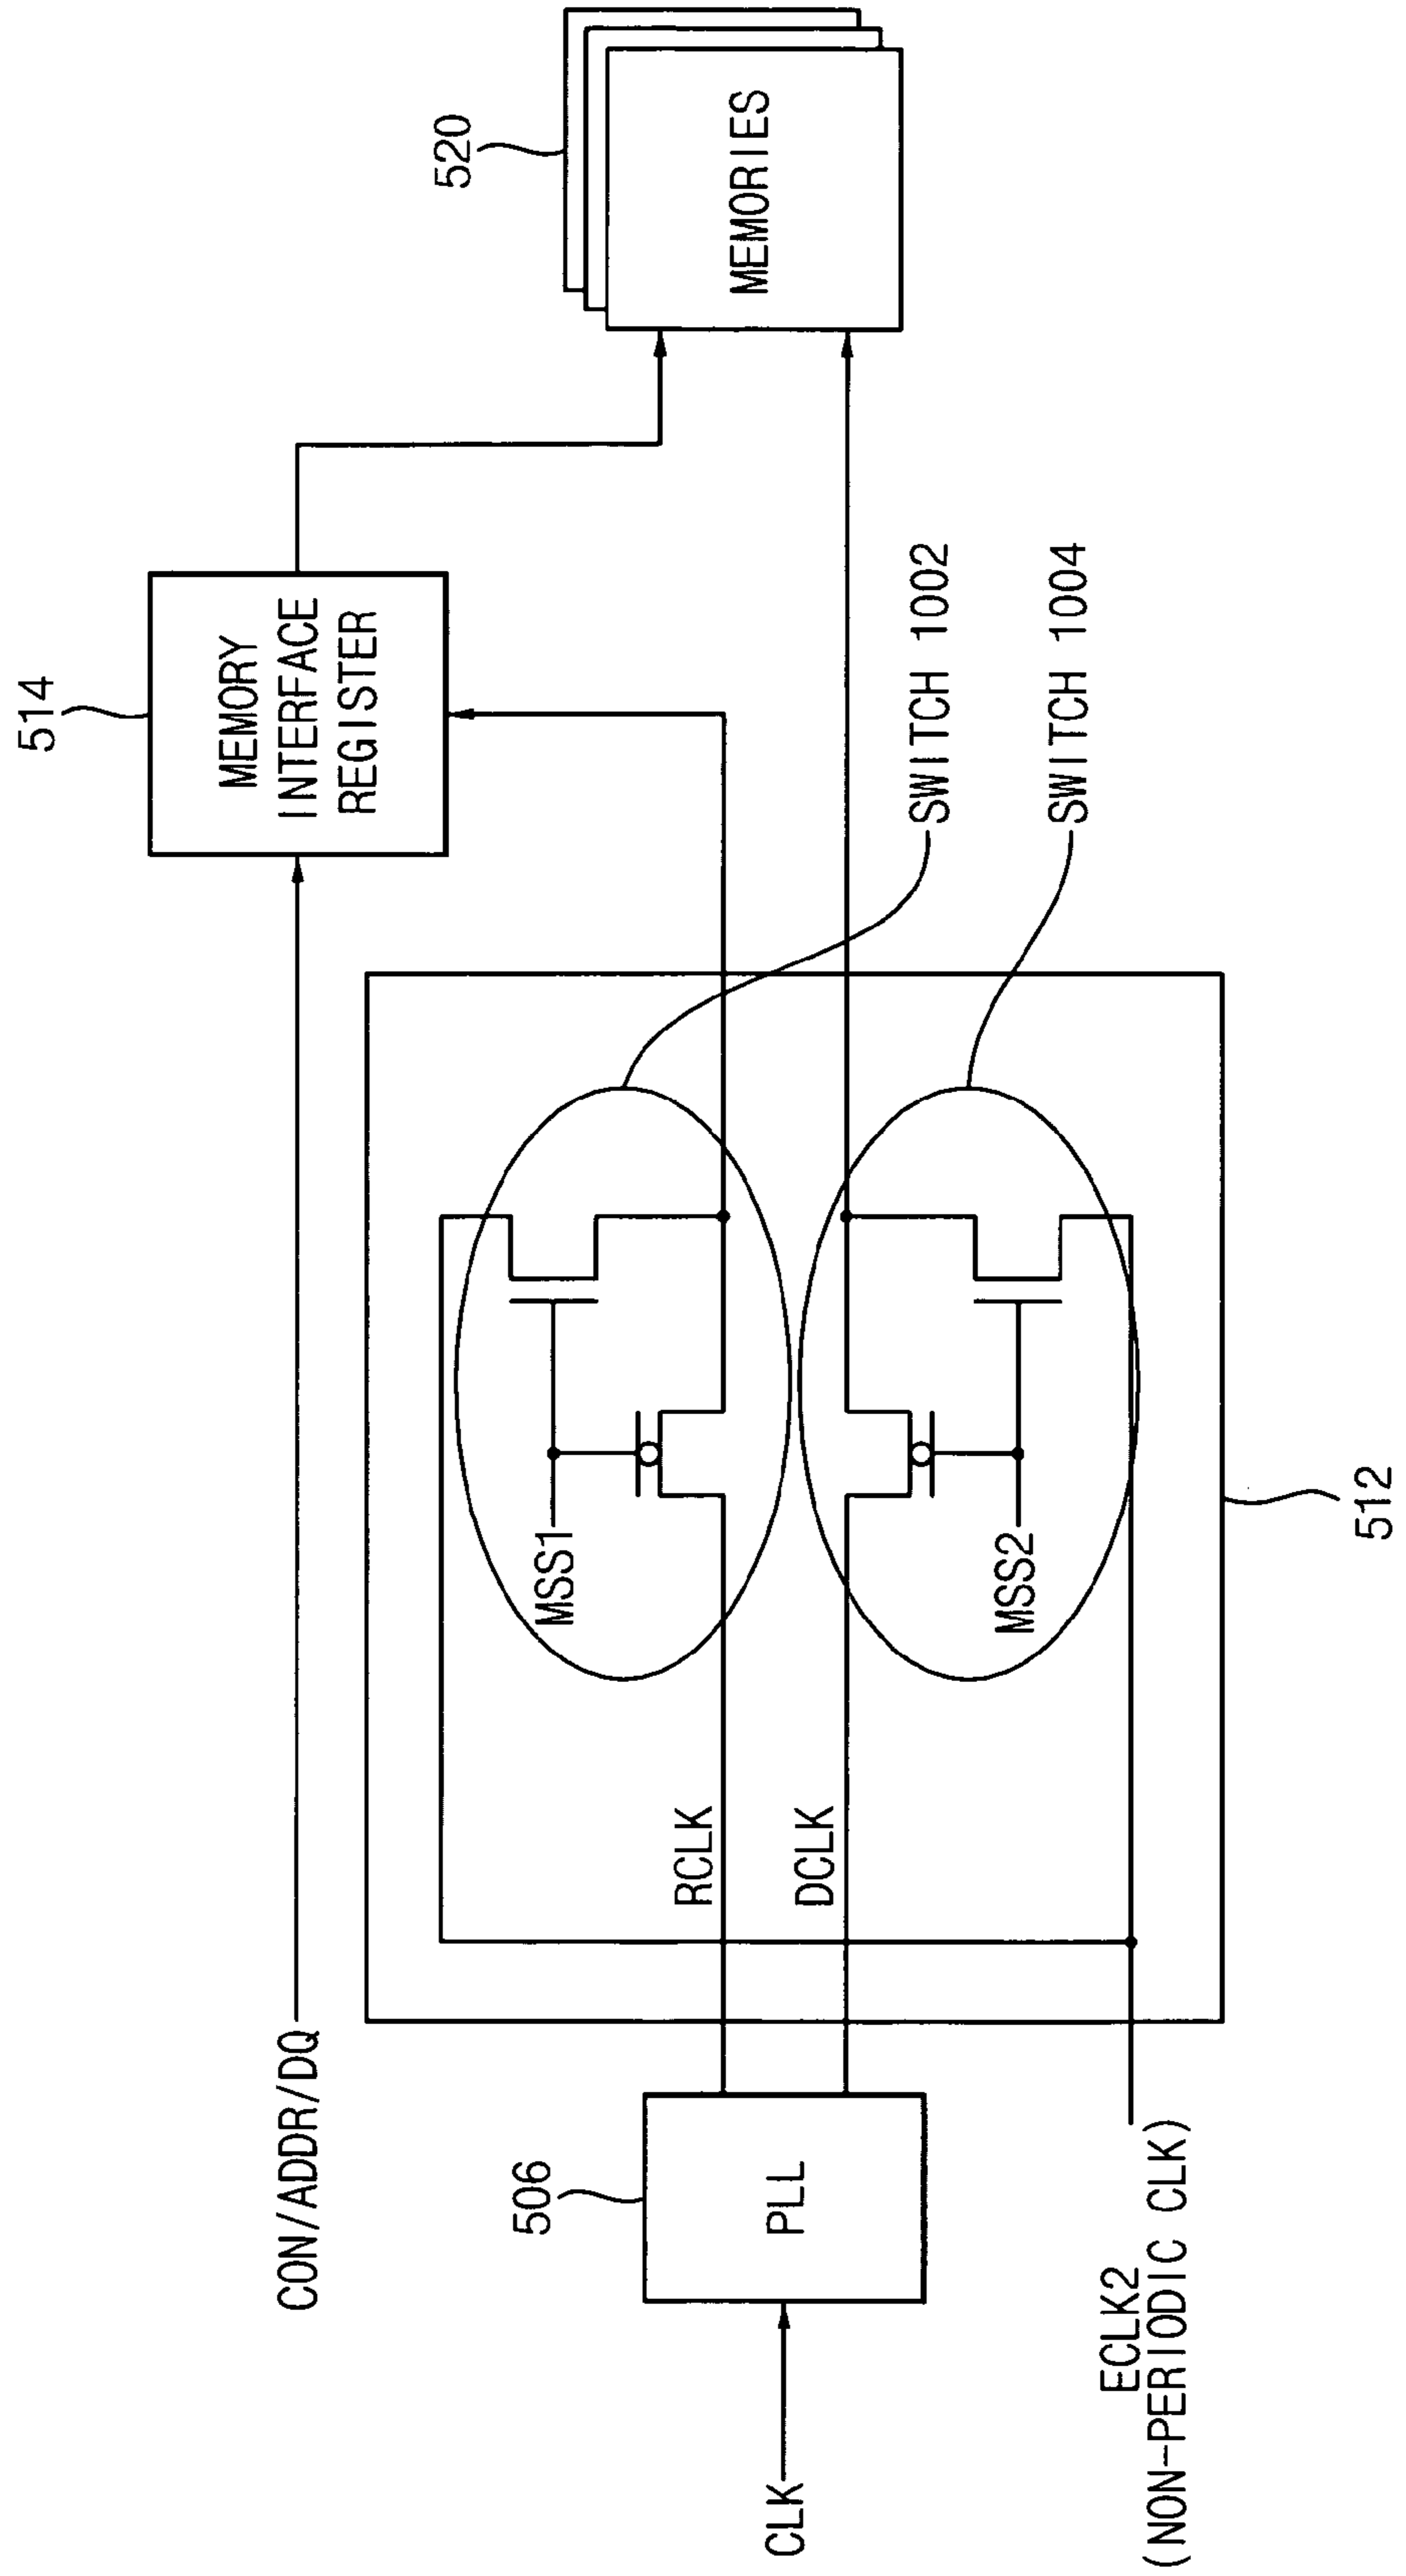 514
MEMORY
INTERFACE
REGISTER
CON/ADDR/DQ
520
MEMORIES
506
PLL
CLK
RCLK
DCLK
MSS1
MSS2
SWITCH 1002
SWITCH 1004
ECLK2
(NON-PERIODIC CLK)
512